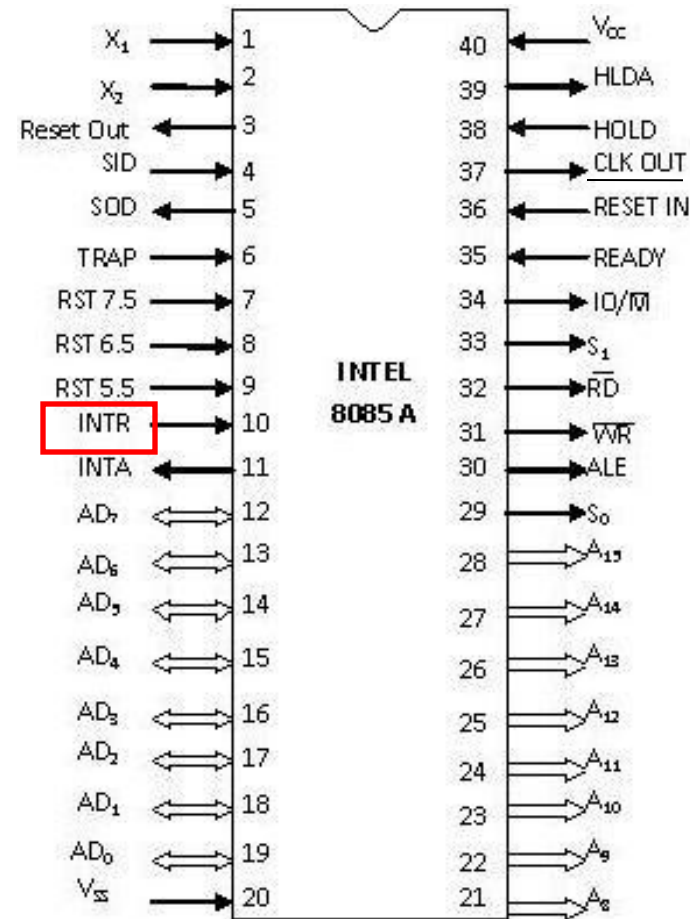 X₁ 1 40 Vcc
X₂ 2 39 HLDA
Reset Out 3 38 HOLD
SID 4 37 CLK OUT
SOD 5 36 RESET IN
TRAP 6 35 READY
RST 7.5 7 34 IO/M̅
RST 6.5 8 33 S₁
RST 5.5 9 INTEL 32 R̅D̅
INTR 10 8085 A 31 W̅R̅
INTA 11 30 ALE
AD₇ 12 29 S₀
AD₆ 13 28 A₁₅
AD₅ 14 27 A₁₄
AD₄ 15 26 A₁₃
AD₃ 16 25 A₁₂
AD₂ 17 24 A₁₁
AD₁ 18 23 A₁₀
AD₀ 19 22 A₉
Vss 20 21 A₈